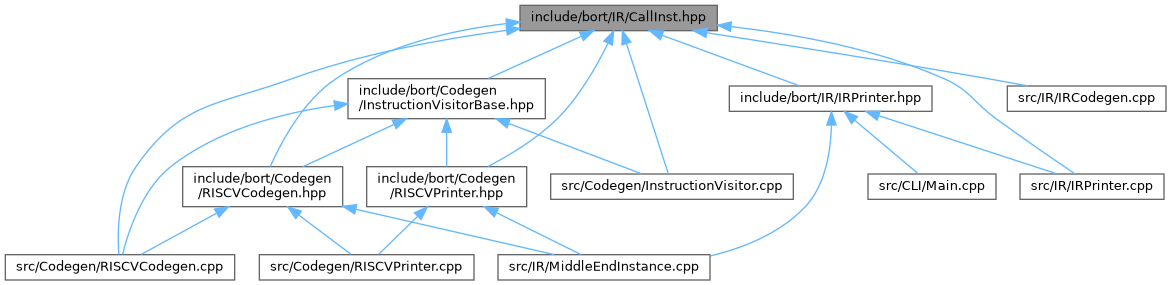 include/bort/IR/CallInst.hpp
include/bort/Codegen
/InstructionVisitorBase.hpp
include/bort/IR/IRPrinter.hpp
src/IR/IRCodegen.cpp
include/bort/Codegen
/RISCVCodegen.hpp
include/bort/Codegen
/RISCVPrinter.hpp
src/Codegen/InstructionVisitor.cpp
src/CLI/Main.cpp
src/IR/IRPrinter.cpp
src/Codegen/RISCVCodegen.cpp
src/Codegen/RISCVPrinter.cpp
src/IR/MiddleEndInstance.cpp